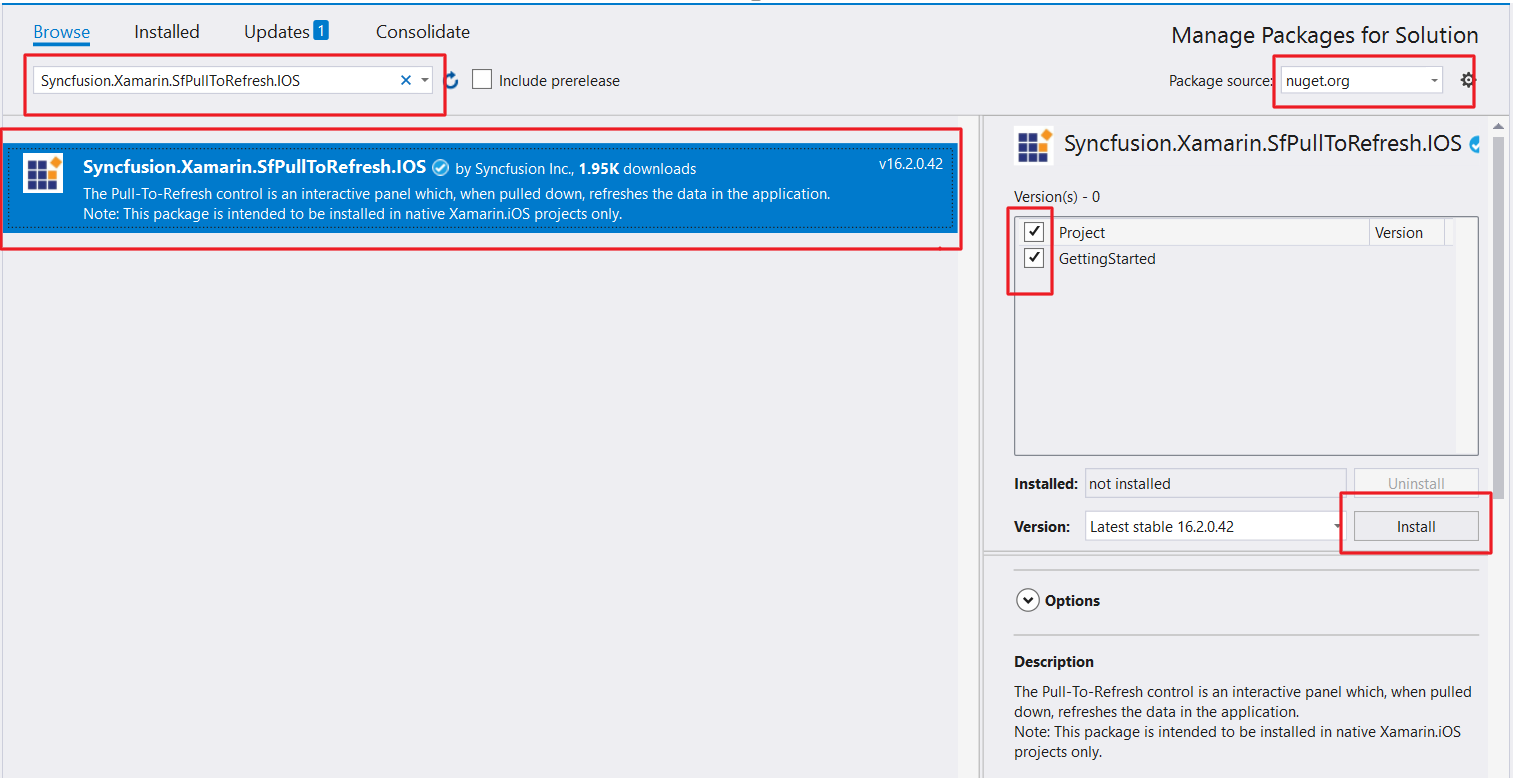 Browse Installed Updates 1 Consolidate
Manage Packages for Solution
Syncfusion.Xamarin.SfPullToRefresh.IOS
Include prerelease
Package source: nuget.org
Syncfusion.Xamarin.SfPullToRefresh.IOS by Syncfusion Inc., 1.95K downloads v16.2.0.42
The Pull-To-Refresh control is an interactive panel which, when pulled down, refreshes the data in the application.
Note: This package is intended to be installed in native Xamarin.iOS projects only.
Syncfusion.Xamarin.SfPullToRefresh.IOS
Version(s) - 0
Project Version
GettingStarted
Installed: not installed Uninstall
Version: Latest stable 16.2.0.42 Install
Options
Description
The Pull-To-Refresh control is an interactive panel which, when pulled
down, refreshes the data in the application.
Note: This package is intended to be installed in native Xamarin.iOS
projects only.